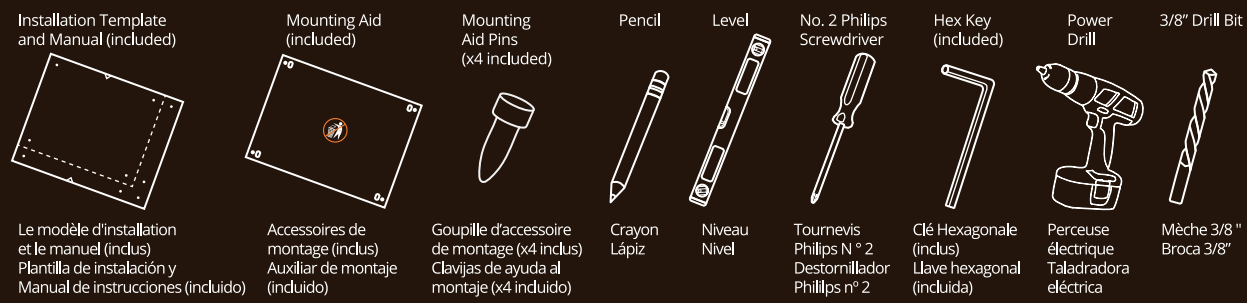 Installation Template
and Manual (included)
Mounting Aid
(included)
Mounting
Aid Pins
(x4 included)
Pencil
Level
No. 2 Philips
Screwdriver
Hex Key
(included)
Power
Drill
3/8” Drill Bit
Le modèle d'installation
et le manuel (inclus)
Plantilla de instalación y
Manual de instrucciones (incluido)
Accessoires de
montage (inclus)
Auxiliar de montaje
(incluido)
Goupille d’accessoire
de montage (x4 inclus)
Clavijas de ayuda al
montaje (x4 incluido)
Crayon
Lápiz
Niveau
Nivel
Tournevis
Philips N ° 2
Destornillador
Phililps nº 2
Clé Hexagonale
(inclus)
Llave hexagonal
(incluida)
Perceuse
électrique
Taladradora
eléctrica
Mèche 3/8 "
Broca 3/8”